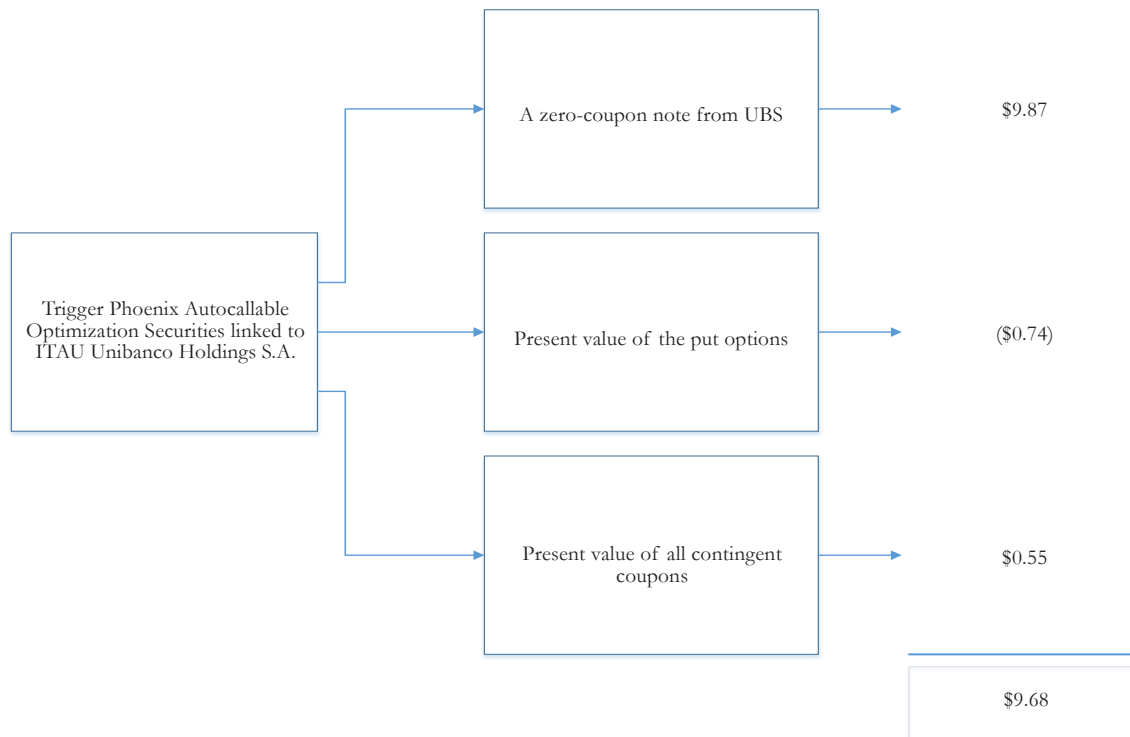 A zero-coupon note from UBS
$9.87
Trigger Phoenix Autocallable
Optimization Securities linked to
ITAU Unibanco Holdings S.A.
Present value of the put options
($0.74)
Present value of all contingent
coupons
$0.55
$9.68